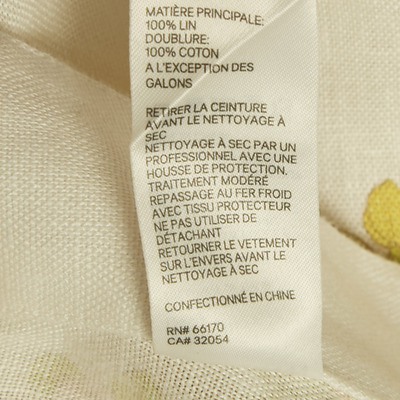 MATIÈRE PRINCIPALE:
100% LIN
DOUBLURE:
100% COTON
A L'EXCEPTION DES
GALONS
RETIRER LA CEINTURE
AVANT LE NETTOYAGE À
SEC
NETTOYAGE À SEC PAR UN
PROFESSIONNEL AVEC UNE
HOUSSE DE PROTECTION.
TRAITEMENT MODÉRÉ
REPASSAGE AU FER FROID
AVEC TISSU PROTECTEUR
NE PAS UTILISER DE
DÉTACHANT
RETOURNER LE VETEMENT
SUR L'ENVERS AVANT LE
NETTOYAGE À SEC
CONFECTIONNÉ EN CHINE
RN# 66170
CA# 32054